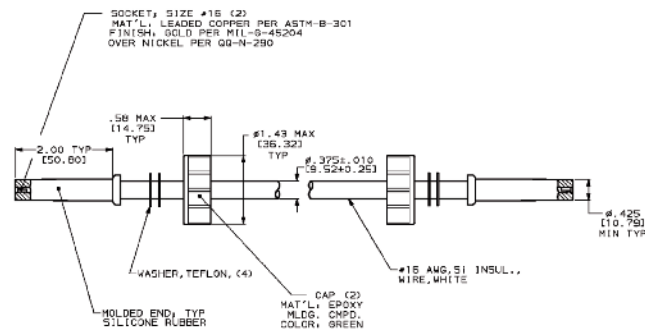 SOCKET, SIZE #16 (2)
MAT'L: LEADED COPPER PER ASTM-B-301
FINISH: GOLD PER MIL-G-45204
OVER NICKEL PER QQ-N-290
.58 MAX
[14.75]
TYP
2.00 TYP
[50.80]
ø1.43 MAX
[36.32]
TYP
ø.375±.010
[9.52±0.25]
ø.425
[10.79]
MIN TYP
WASHER, TEFLON, (4)
#16 AWG, SI INSUL.,
WIRE, WHITE
CAP (2)
MAT'L: EPOXY
MLDG. CMPD.
COLOR: GREEN
MOLDED END, TYP
SILICONE RUBBER